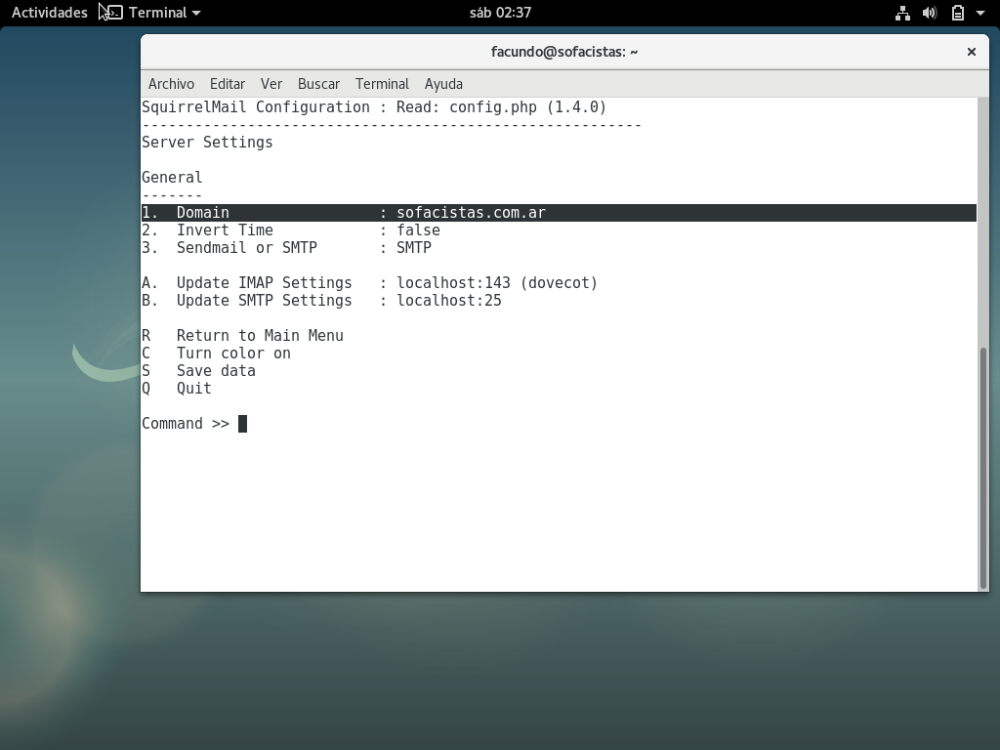 Actividades Terminal sáb 02:37
facundo@sofacistas: ~ ×
Archivo Editar Ver Buscar Terminal Ayuda
SquirrelMail Configuration : Read: config.php (1.4.0)
---------------------------------------------------------
Server Settings
General
-------
1.  Domain                 : sofacistas.com.ar
2.  Invert Time            : false
3.  Sendmail or SMTP       : SMTP
A.  Update IMAP Settings   : localhost:143 (dovecot)
B.  Update SMTP Settings   : localhost:25
R   Return to Main Menu
C   Turn color on
S   Save data
Q   Quit
Command >>